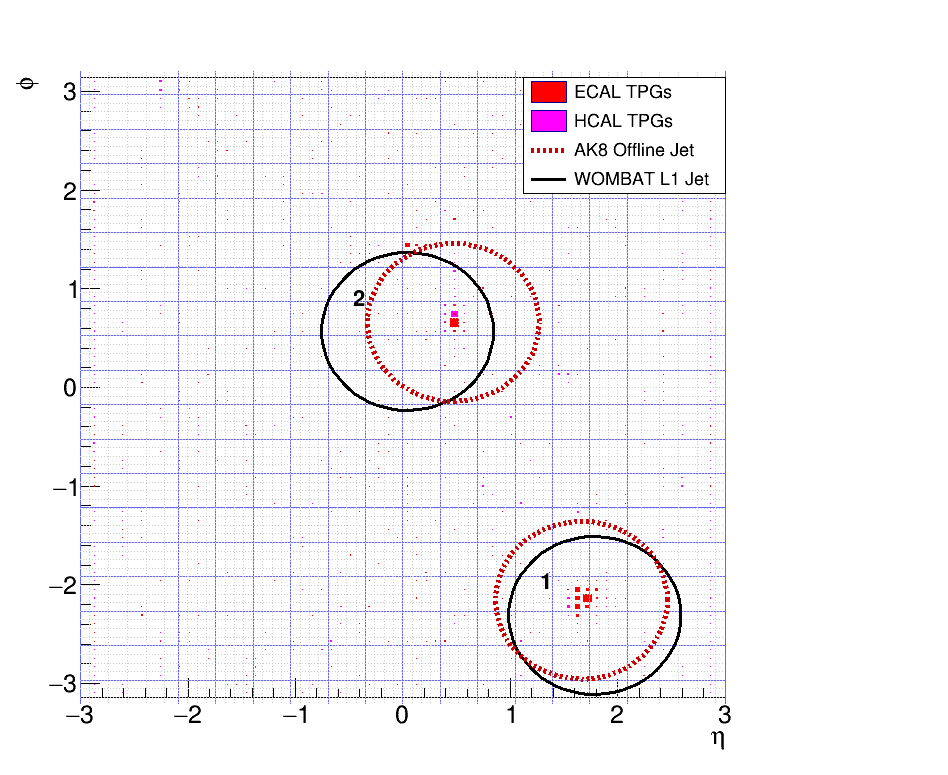 ϕ
3
2
1
0
−1
−2
−3
ECAL TPGs
HCAL TPGs
AK8 Offline Jet
WOMBAT L1 Jet
2
1
−3 −2 −1 0 1 2 3
η